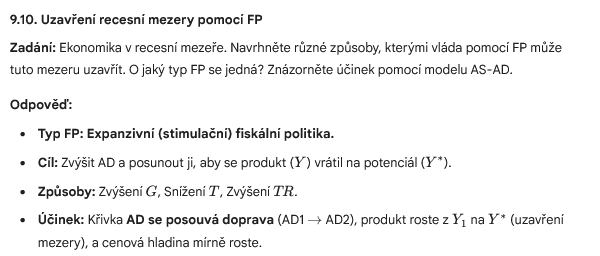 9.10. Uzavření recesní mezery pomocí FP
Zadání: Ekonomika v recesní mezeře. Navrhněte různé způsoby, kterými vláda pomocí FP může
tuto mezeru uzavřít. O jaký typ FP se jedná? Znázorněte účinek pomocí modelu AS-AD.
Odpověď:
• Typ FP: Expanzivní (stimulační) fiskální politika.
• Cíl: Zvýšit AD a posunout ji, aby se produkt (Y) vrátil na potenciál (Y*).
• Způsoby: Zvýšení G, Snížení T, Zvýšení TR.
• Účinek: Křivka AD se posouvá doprava (AD1 → AD2), produkt roste z Y₁ na Y* (uzavření
mezery), a cenová hladina mírně roste.